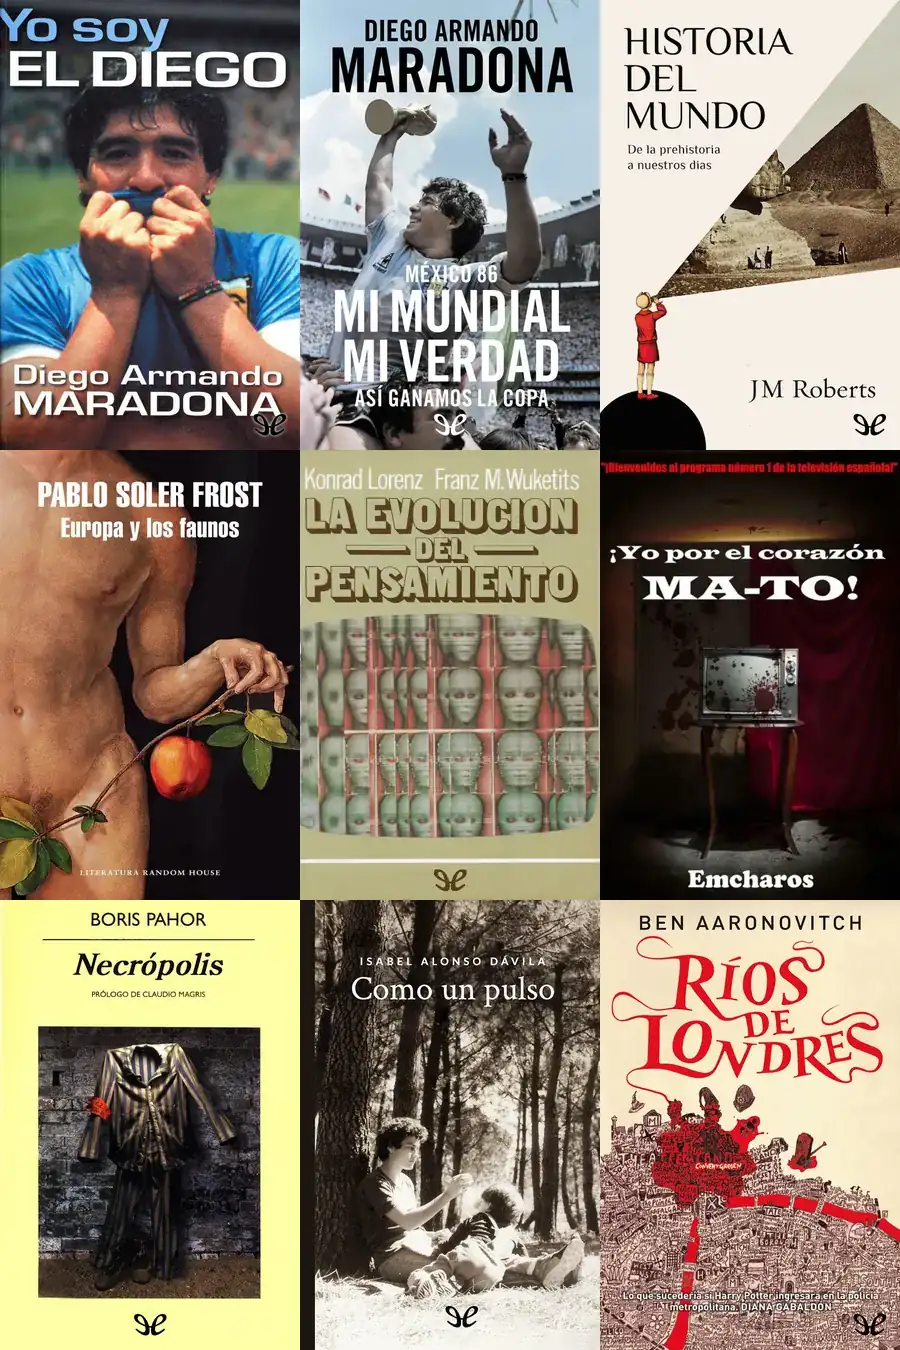 Yo soy
EL DIEGO
Diego Armando
MARADONA
DIEGO ARMANDO
MARADONA
MÉXICO 86
MI MUNDIAL
MI VERDAD
ASÍ GANAMOS LA COPA
HISTORIA
DEL
MUNDO
De la prehistoria
a nuestros días
JM Roberts
PABLO SOLER FROST
Europa y los faunos
LITERATURA RANDOM HOUSE
Konrad Lorenz Franz M. Wuketits
LA EVOLUCION
DEL
PENSAMIENTO
"¡Bienvenidos al programa número 1 de la televisión española!"
¡Yo por el corazón
MA-TO!
Emcharos
BORIS PAHOR
Necrópolis
PRÓLOGO DE CLAUDIO MAGRIS
ISABEL ALONSO DÁVILA
Como un pulso
BEN AARONOVITCH
RÍOS
DE
LONDRES
COVENT GARDEN
Lo que sucedería si Harry Potter ingresara en la policía
metropolitana. DIANA GABALDON